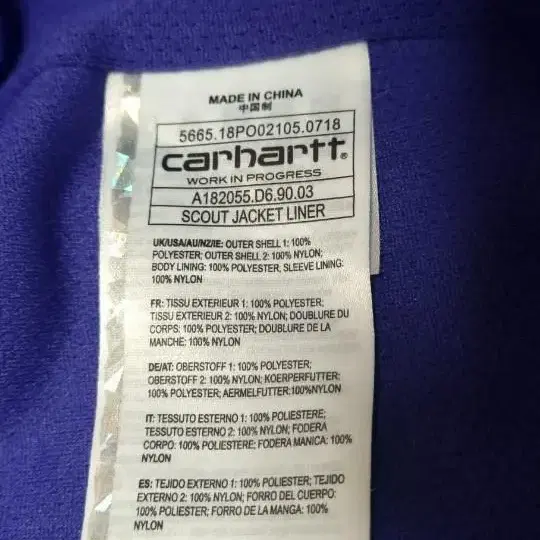 MADE IN CHINA
中国制
5665.18PO02105.0718
carhartt®
WORK IN PROGRESS
A182055.D6.90.03
SCOUT JACKET LINER
UK/USA/AU/NZ/IE: OUTER SHELL 1: 100%
POLYESTER; OUTER SHELL 2: 100% NYLON;
BODY LINING: 100% POLYESTER, SLEEVE LINING:
100% NYLON
FR: TISSU EXTERIEUR 1: 100% POLYESTER;
TISSU EXTERIEUR 2: 100% NYLON; DOUBLURE DU
CORPS: 100% POLYESTER; DOUBLURE DE LA
MANCHE: 100% NYLON
DE/AT: OBERSTOFF 1: 100% POLYESTER;
OBERSTOFF 2: 100% NYLON; KOERPERFUTTER:
100% POLYESTER; AERMELFUTTER:100%NYLON
IT: TESSUTO ESTERNO 1: 100% POLIESTERE;
TESSUTO ESTERNO 2: 100% NYLON; FODERA
CORPO: 100% POLIESTERE; FODERA MANICA: 100%
NYLON
ES: TEJIDO EXTERNO 1: 100% POLIESTER; TEJIDO
EXTERNO 2: 100% NYLON; FORRO DEL CUERPO:
100% POLIESTER; FORRO DE LA MANGA: 100%
NYLON